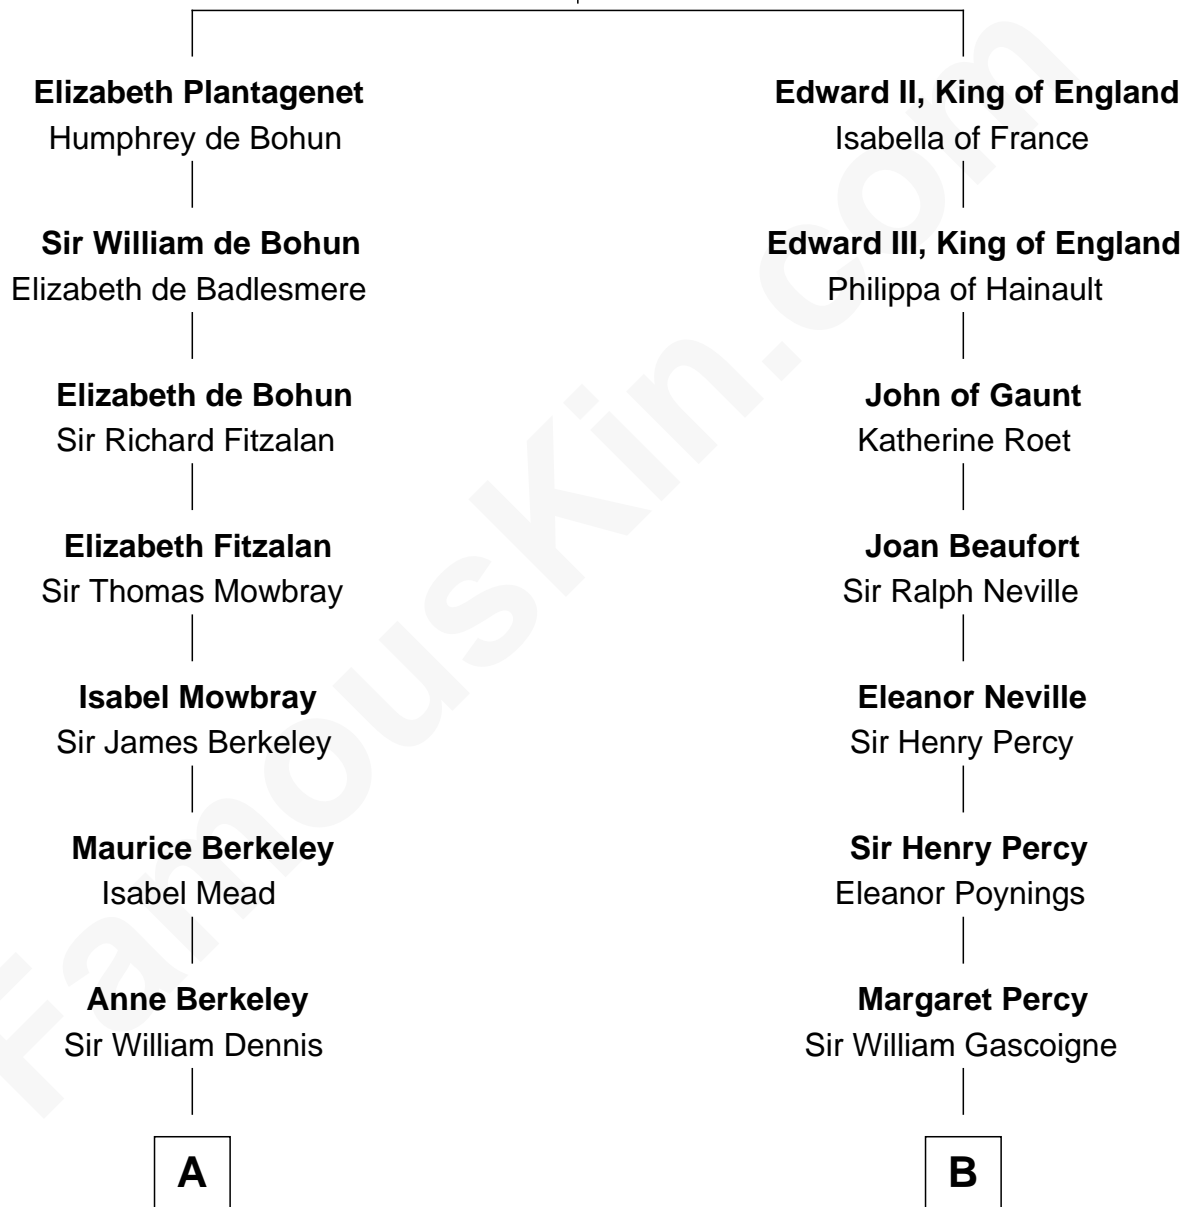 Elizabeth Plantagenet
Humphrey de Bohun
Edward II, King of England
Isabella of France
Sir William de Bohun
Elizabeth de Badlesmere
Edward III, King of England
Philippa of Hainault
Elizabeth de Bohun
Sir Richard Fitzalan
John of Gaunt
Katherine Roet
Elizabeth Fitzalan
Sir Thomas Mowbray
Joan Beaufort
Sir Ralph Neville
Isabel Mowbray
Sir James Berkeley
Eleanor Neville
Sir Henry Percy
Maurice Berkeley
Isabel Mead
Sir Henry Percy
Eleanor Poynings
Anne Berkeley
Sir William Dennis
Margaret Percy
Sir William Gascoigne
A
B
FamousKin.com